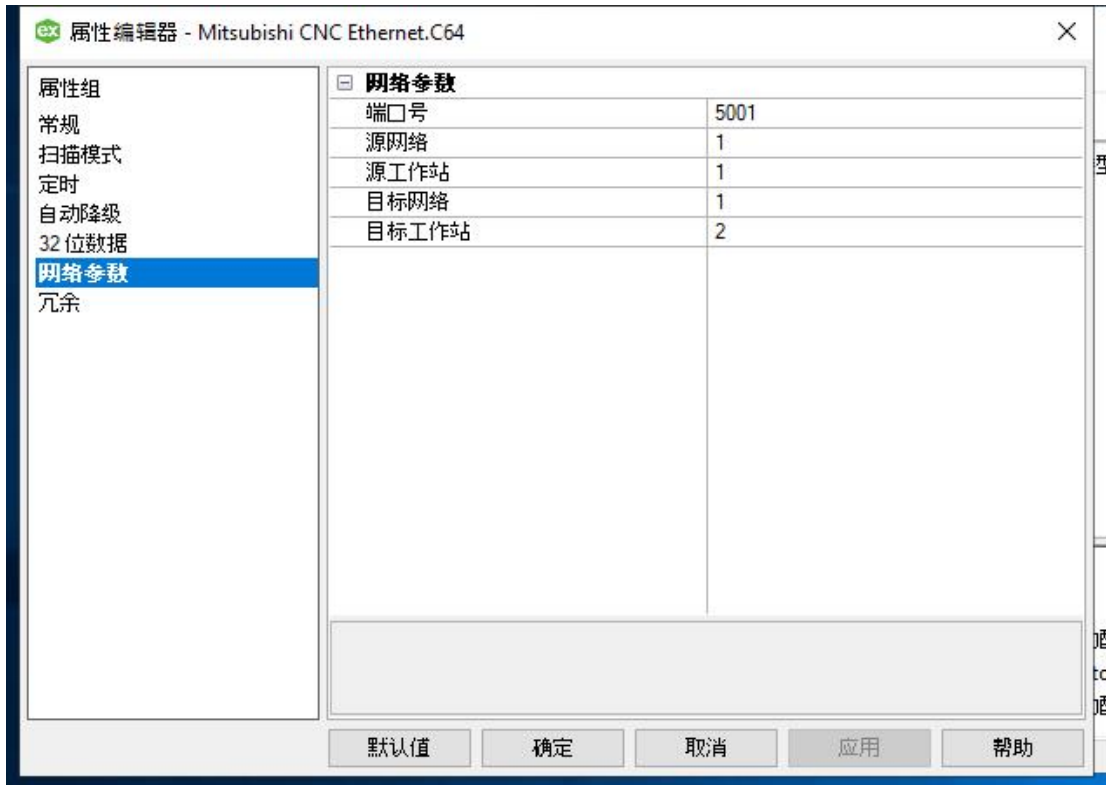 属性编辑器 - Mitsubishi CNC Ethernet.C64
属性组
常规
扫描模式
定时
自动降级
32 位数据
网络参数
冗余
网络参数
端口号 5001
源网络 1
源工作站 1
目标网络 1
目标工作站 2
默认值 确定 取消 应用 帮助